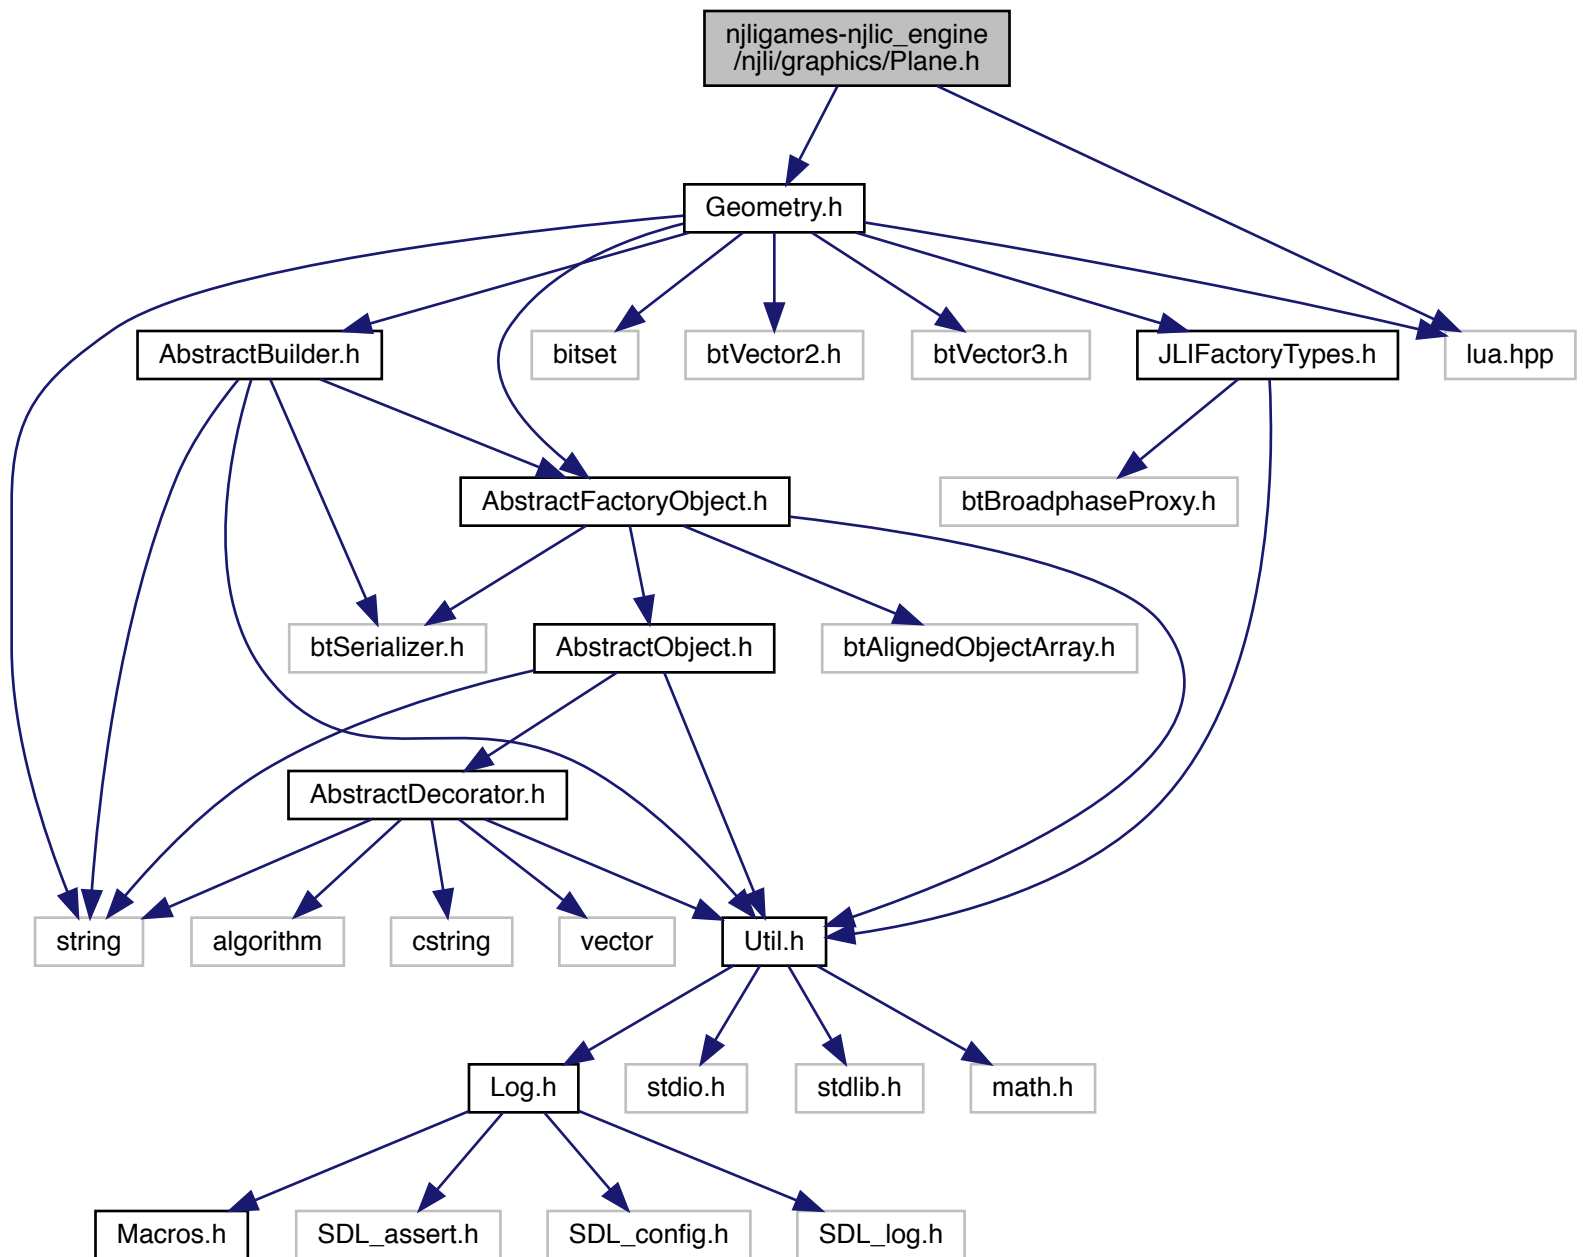 njligames-njlic_engine
/njli/graphics/Plane.h
Geometry.h
AbstractBuilder.h
bitset
btVector2.h
btVector3.h
JLIFactoryTypes.h
lua.hpp
AbstractFactoryObject.h
btBroadphaseProxy.h
btSerializer.h
AbstractObject.h
btAlignedObjectArray.h
AbstractDecorator.h
string
algorithm
cstring
vector
Util.h
Log.h
stdio.h
stdlib.h
math.h
Macros.h
SDL_assert.h
SDL_config.h
SDL_log.h